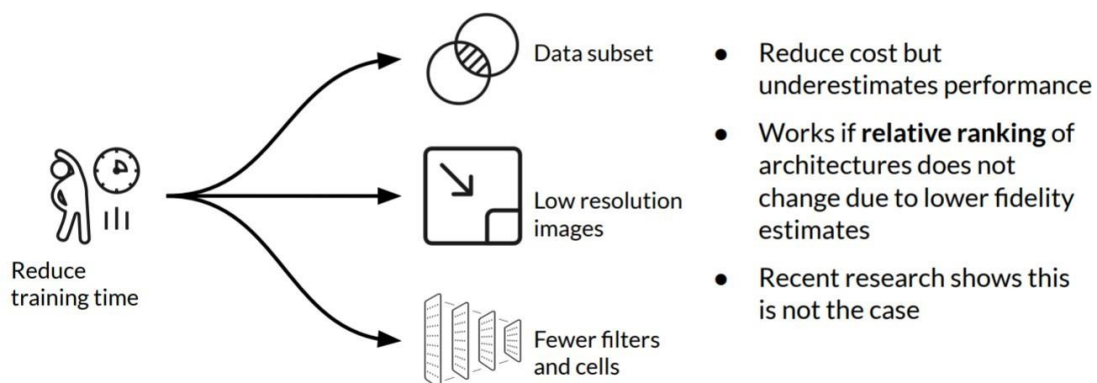 Reduce
training time
Data subset
Low resolution
images
Fewer filters
and cells
● Reduce cost but
underestimates performance
● Works if relative ranking of
architectures does not
change due to lower fidelity
estimates
● Recent research shows this
is not the case